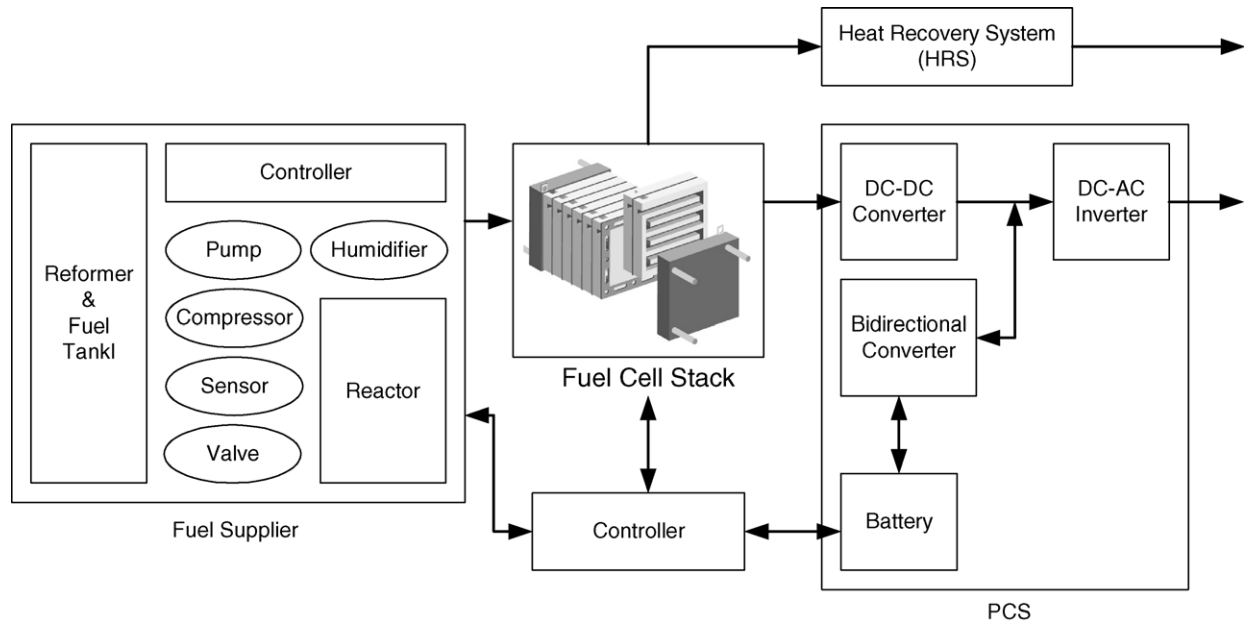 Heat Recovery System
(HRS)
Controller
Pump
Humidifier
Reformer
&
Fuel
Tankl
Compressor
Sensor
Reactor
Valve
Fuel Supplier
Fuel Cell Stack
Controller
DC-DC
Converter
DC-AC
Inverter
Bidirectional
Converter
Battery
PCS